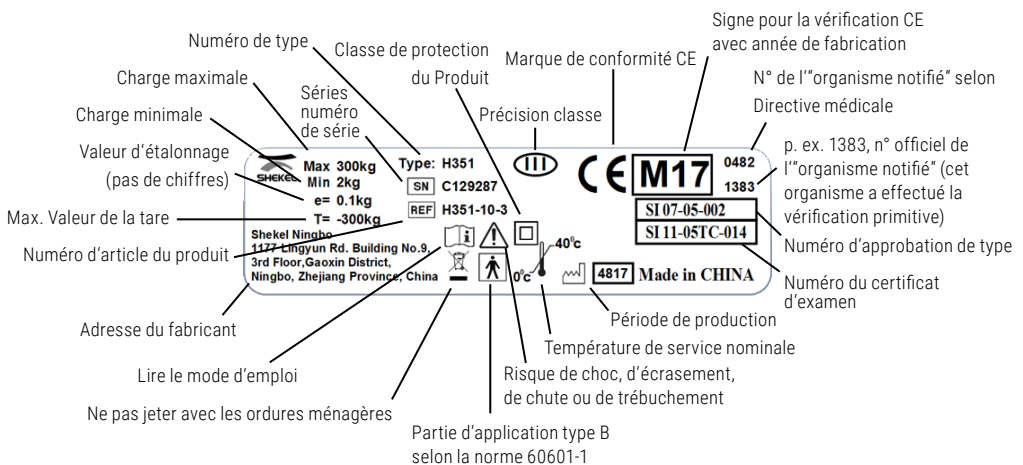 Signe pour la vérification CE
avec année de fabrication
Numéro de type
Classe de protection
du Produit
Marque de conformité CE
N° de l'"organisme notifié" selon
Directive médicale
Charge maximale
Séries
numéro
de série
Précision classe
Charge minimale
p. ex. 1383, n° officiel de
l'"organisme notifié" (cet
organisme a effectué la
vérification primitive)
Valeur d'étalonnage
(pas de chiffres)
Max. Valeur de la tare
Numéro d'article du produit
SHEKEL
Max 300kg
Min 2kg
e= 0.1kg
T= -300kg
Type: H351
SN C129287
REF H351-10-3
III
CE M17
0482
1383
SI 07-05-002
SI 11-05TC-014
Shekel Ningbo
1177 Lingyun Rd. Building No.9,
3rd Floor,Gaoxin District,
Ningbo, Zhejiang Province, China
40°c
0°c
4817 Made in CHINA
Numéro d'approbation de type
Numéro du certificat
d'examen
Adresse du fabricant
Période de production
Température de service nominale
Lire le mode d'emploi
Risque de choc, d'écrasement,
de chute ou de trébuchement
Ne pas jeter avec les ordures ménagères
Partie d'application type B
selon la norme 60601-1